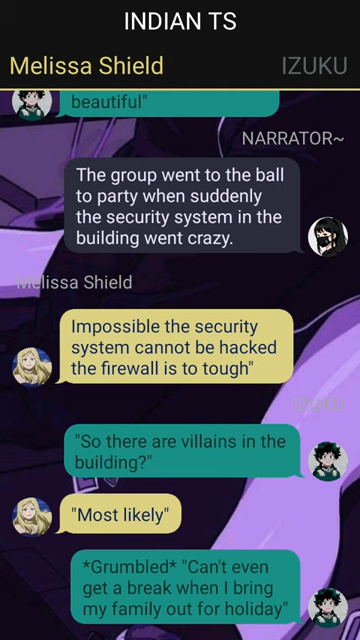 INDIAN TS
Melissa Shield
IZUKU
beautiful"
NARRATOR~
The group went to the ball
to party when suddenly
the security system in the
building went crazy.
Melissa Shield
Impossible the security
system cannot be hacked
the firewall is to tough"
IZUKU
"So there are villains in the
building?"
"Most likely"
*Grumbled* "Can't even
get a break when I bring
my family out for holiday"